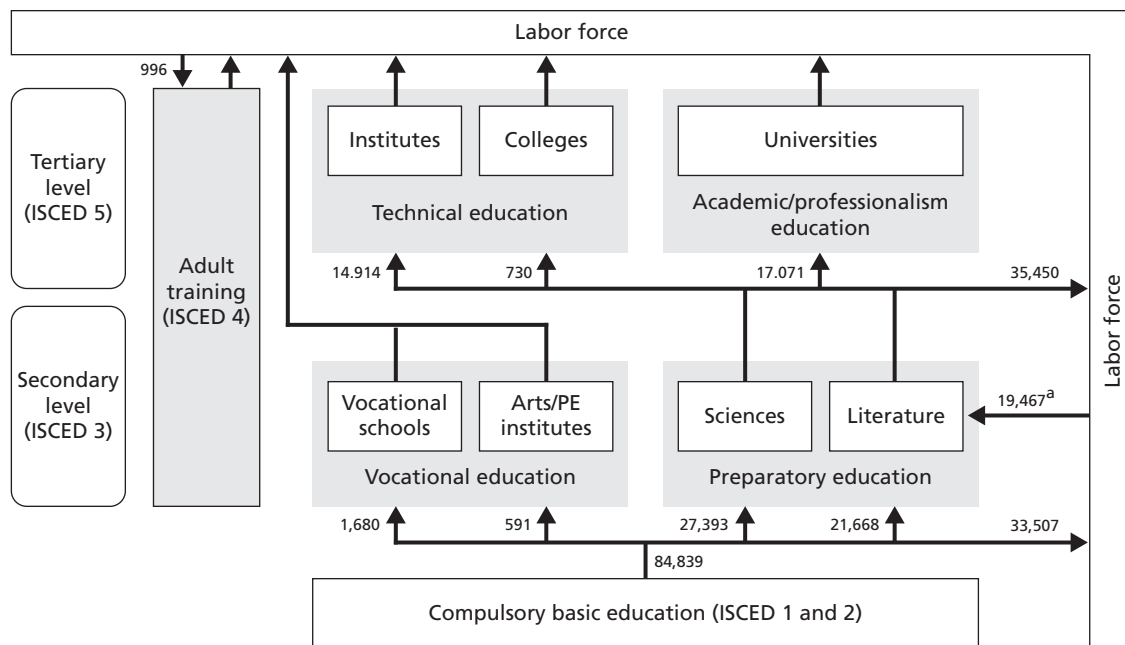 Labor force
996
Institutes
Colleges
Universities
Tertiary
level
(ISCED 5)
Technical education
Academic/professionalism
education
Adult
training
(ISCED 4)
14.914
730
17.071
35,450
Labor force
Secondary
level
(ISCED 3)
Vocational
schools
Arts/PE
institutes
Sciences
Literature
19,467a
Vocational education
Preparatory education
1,680
591
27,393
21,668
33,507
84,839
Compulsory basic education (ISCED 1 and 2)